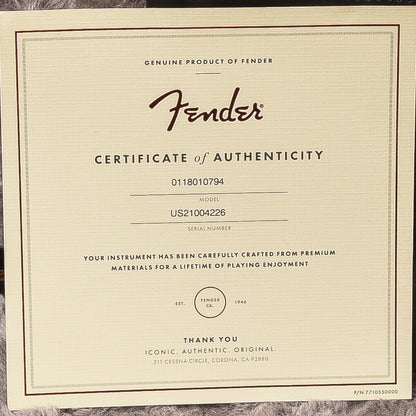 GENUINE PRODUCT OF FENDER
Fender
CERTIFICATE of AUTHENTICITY
0118010794
MODEL
US21004226
SERIAL NUMBER
YOUR INSTRUMENT HAS BEEN CAREFULLY CRAFTED FROM PREMIUM
MATERIALS FOR A LIFETIME OF PLAYING ENJOYMENT
EST. FENDER CA. 1946
THANK YOU
ICONIC. AUTHENTIC. ORIGINAL.
311 CESSNA CIRCLE, CORONA, CA 92880
P/N 7710550000